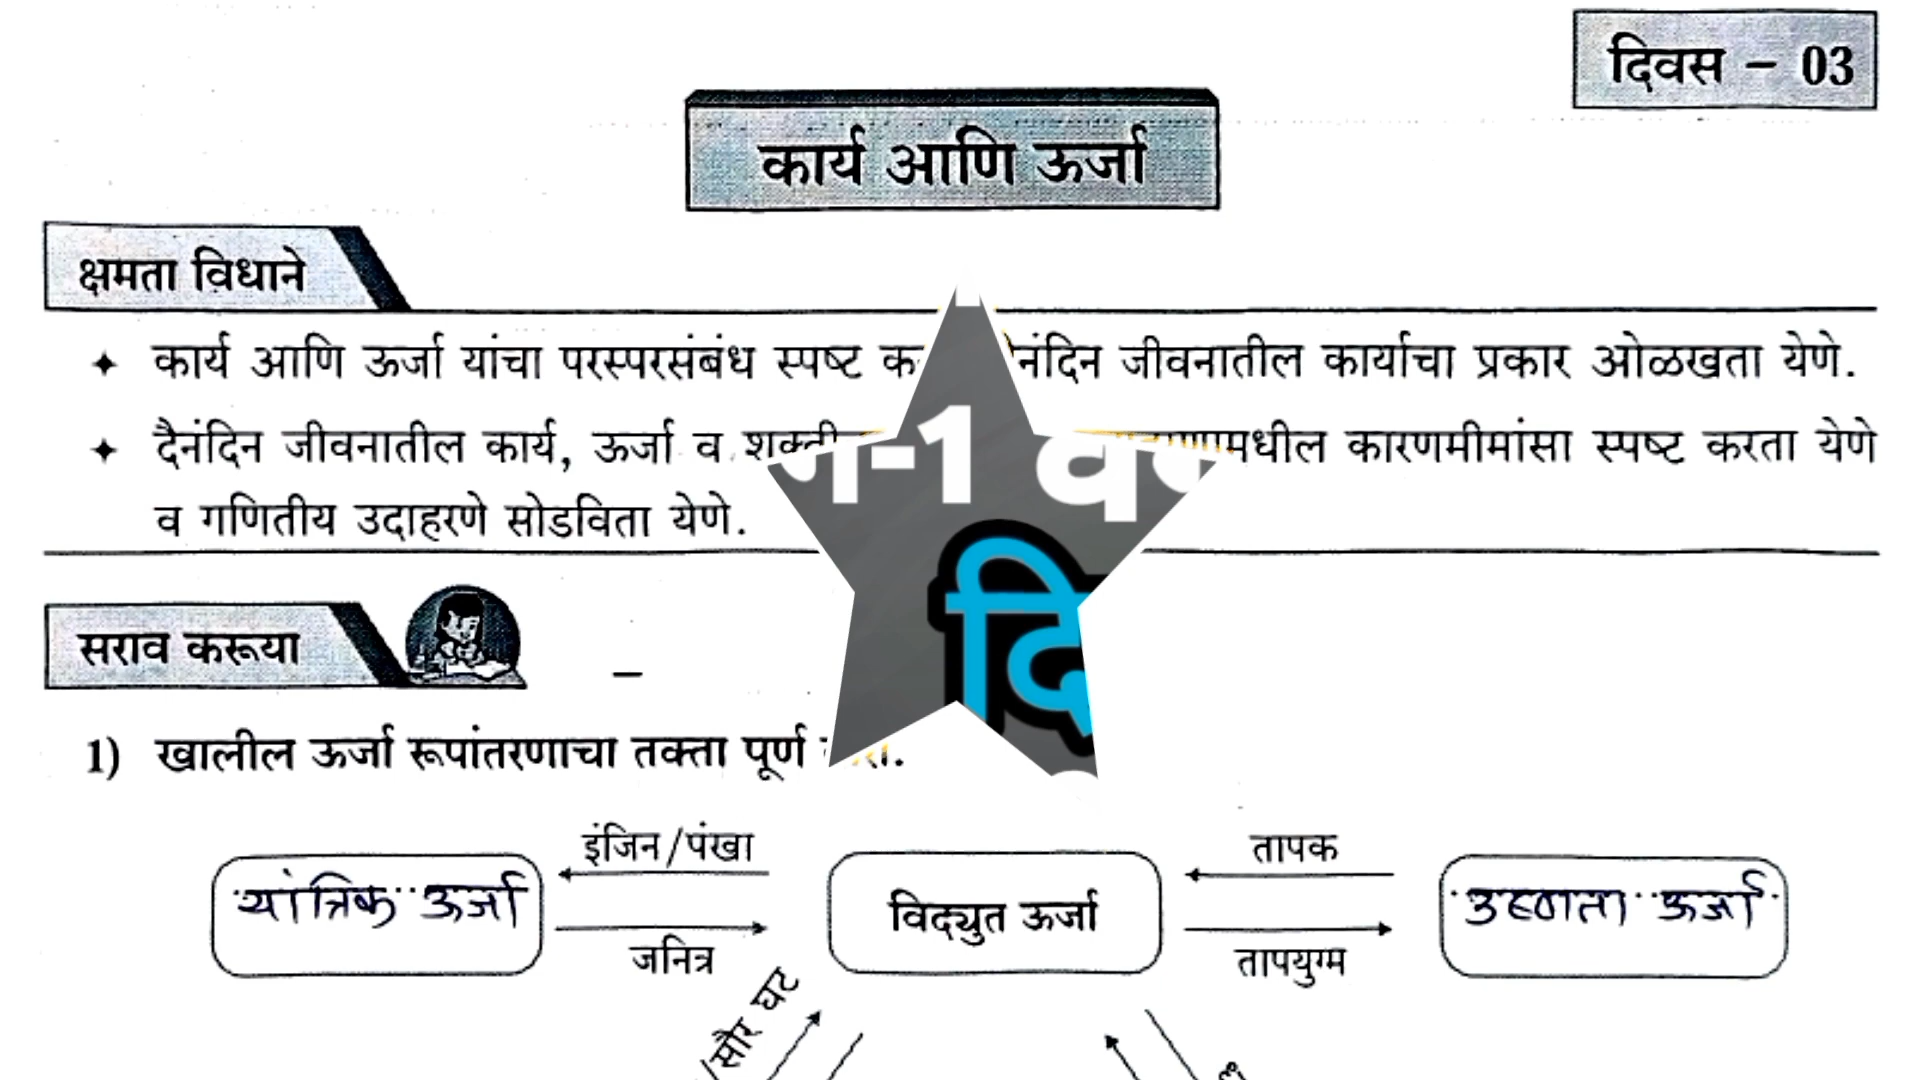 दिवस – 03
कार्य आणि ऊर्जा
क्षमता विधाने
कार्य आणि ऊर्जा यांचा परस्परसंबंध स्पष्ट जीवनातील कार्याचा प्रकार ओळखता येणे.
दैनंदिन जीवनातील कार्य, ऊर्जा व कारणमीमांसा स्पष्ट करता येणे
व गणितीय उदाहरणे सोडविता येणे.
सराव करूया
1) खालील ऊर्जा रूपांतरणाचा तक्ता पूर्ण
इंजिन/पंखा
तापक
यांत्रिक ऊर्जा
विद्युत ऊर्जा
उष्णता ऊर्जा
जनित्र
तापयुग्म
/सौर घट